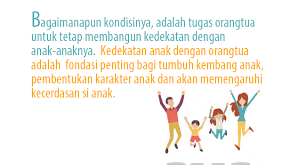 Bagaimanapun kondisinya, adalah tugas orangtua
untuk tetap membangun kedekatan dengan
anak-anaknya. Kedekatan anak dengan orangtua
adalah fondasi penting bagi tumbuh kembang anak,
pembentukan karakter anak dan akan memengaruhi
kecerdasan si anak.